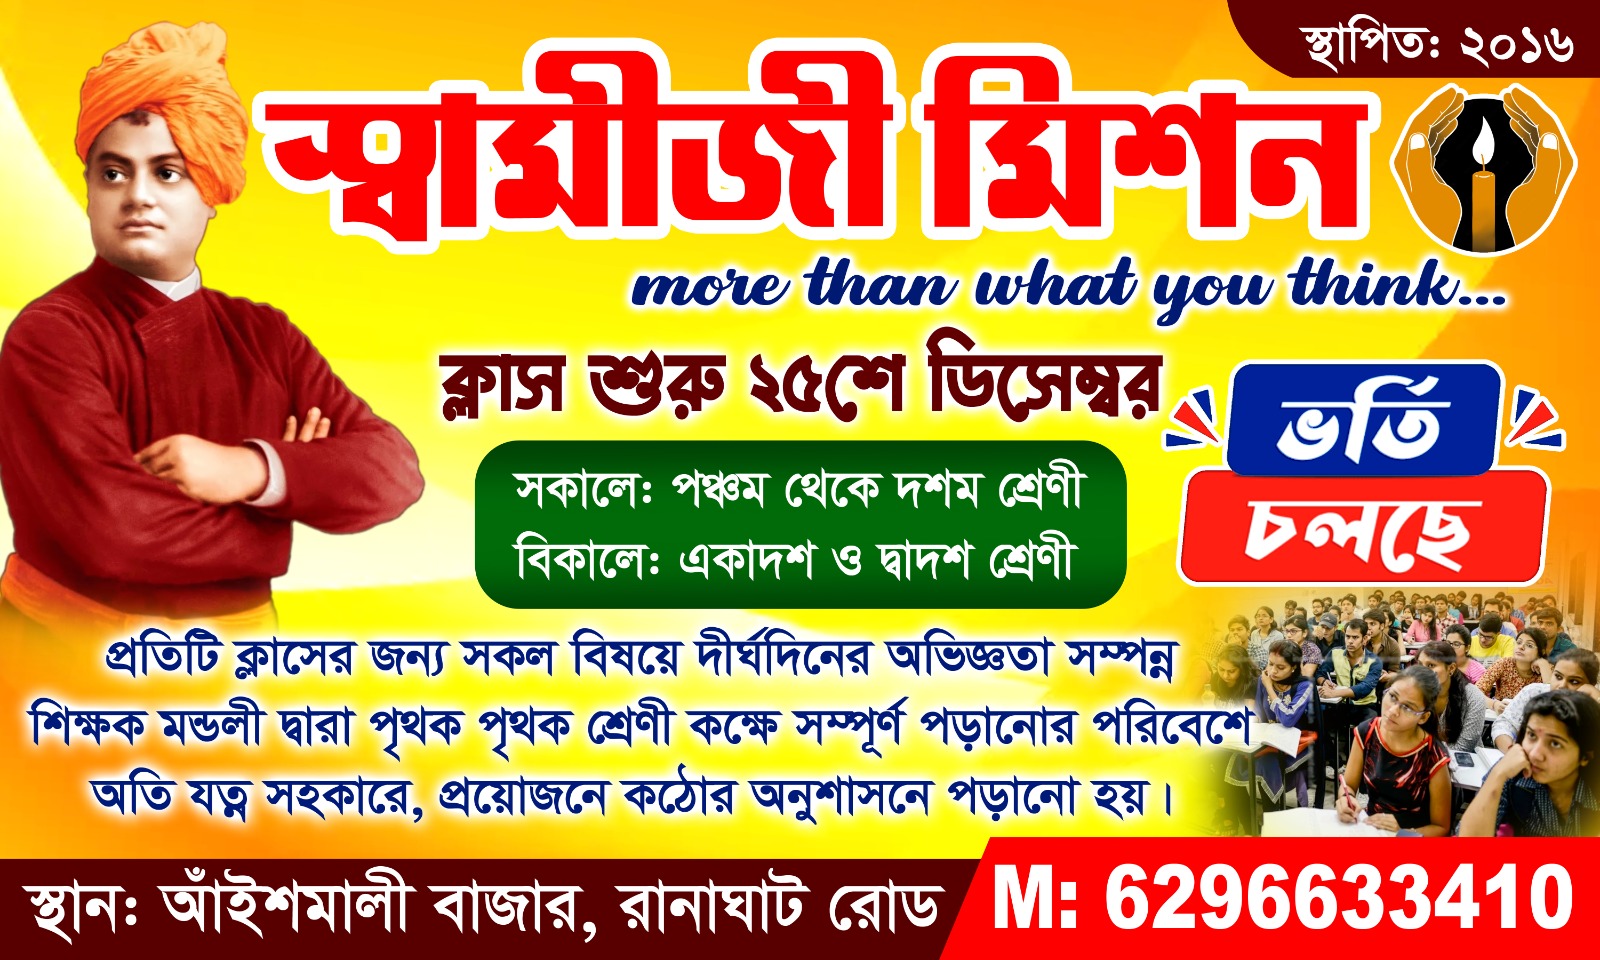 স্থাপিত: ২০১৬
স্বামীজী মিশন
more than what you think...
ক্লাস শুরু ২৫শে ডিসেম্বর
ভর্তি
চলছে
সকালে: পঞ্চম থেকে দশম শ্রেণী
বিকালে: একাদশ ও দ্বাদশ শ্রেণী
প্রতিটি ক্লাসের জন্য সকল বিষয়ে দীর্ঘদিনের অভিজ্ঞতা সম্পন্ন
শিক্ষক মন্ডলী দ্বারা পৃথক পৃথক শ্রেণী কক্ষে সম্পূর্ণ পড়ানোর পরিবেশে
অতি যত্ন সহকারে, প্রয়োজনে কঠোর অনুশাসনে পড়ানো হয়।
স্থান: আঁইশমালী বাজার, রানাঘাট রোড
M: 6296633410